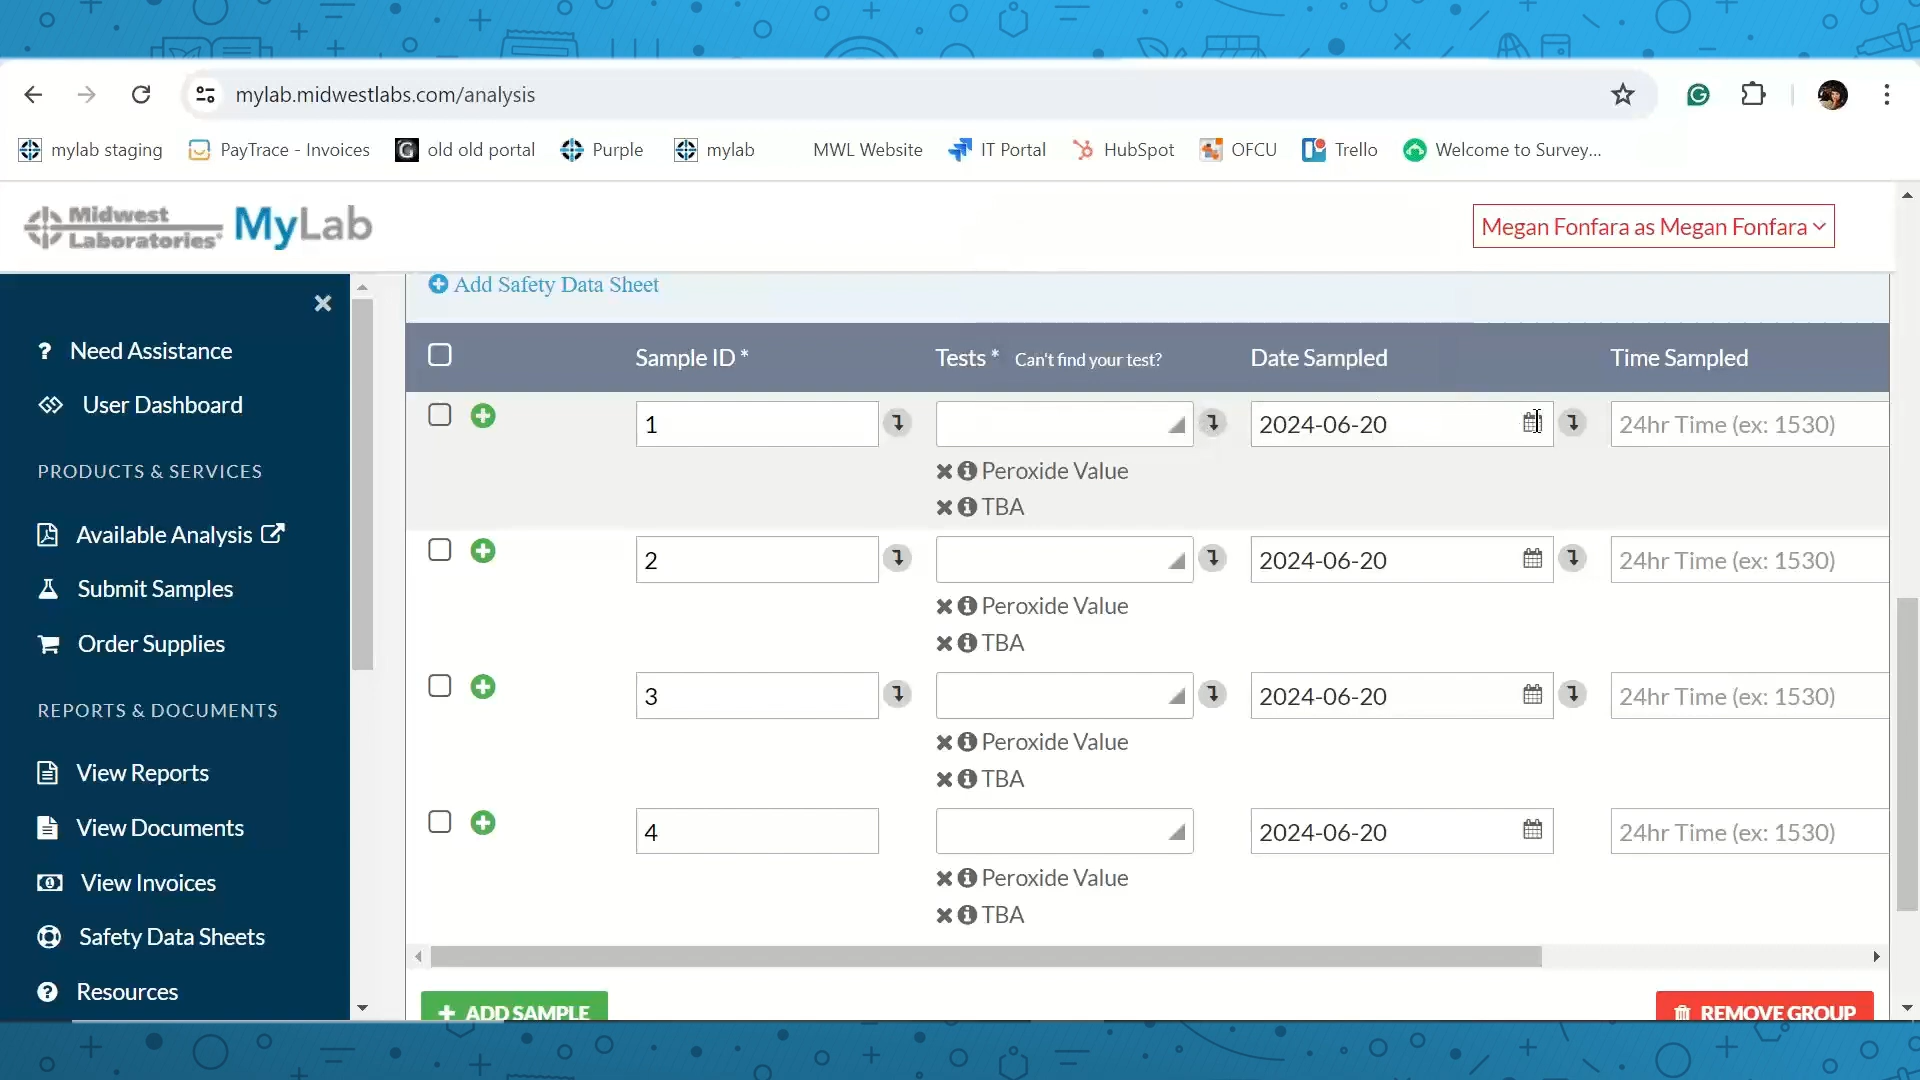 mylab.midwestlabs.com/analysis
mylab staging PayTrace - Invoices old old portal Purple mylab MWL Website IT Portal HubSpot OFCU Trello Welcome to Survey...
Midwest Laboratories® MyLab
Megan Fonfara as Megan Fonfara
Need Assistance
User Dashboard
PRODUCTS & SERVICES
Available Analysis
Submit Samples
Order Supplies
REPORTS & DOCUMENTS
View Reports
View Documents
View Invoices
Safety Data Sheets
Resources
Add Safety Data Sheet
Sample ID * Tests * Can't find your test? Date Sampled Time Sampled
1 2024-06-20 24hr Time (ex: 1530)
Peroxide Value
TBA
2 2024-06-20 24hr Time (ex: 1530)
Peroxide Value
TBA
3 2024-06-20 24hr Time (ex: 1530)
Peroxide Value
TBA
4 2024-06-20 24hr Time (ex: 1530)
Peroxide Value
TBA
+ ADD SAMPLE REMOVE GROUP